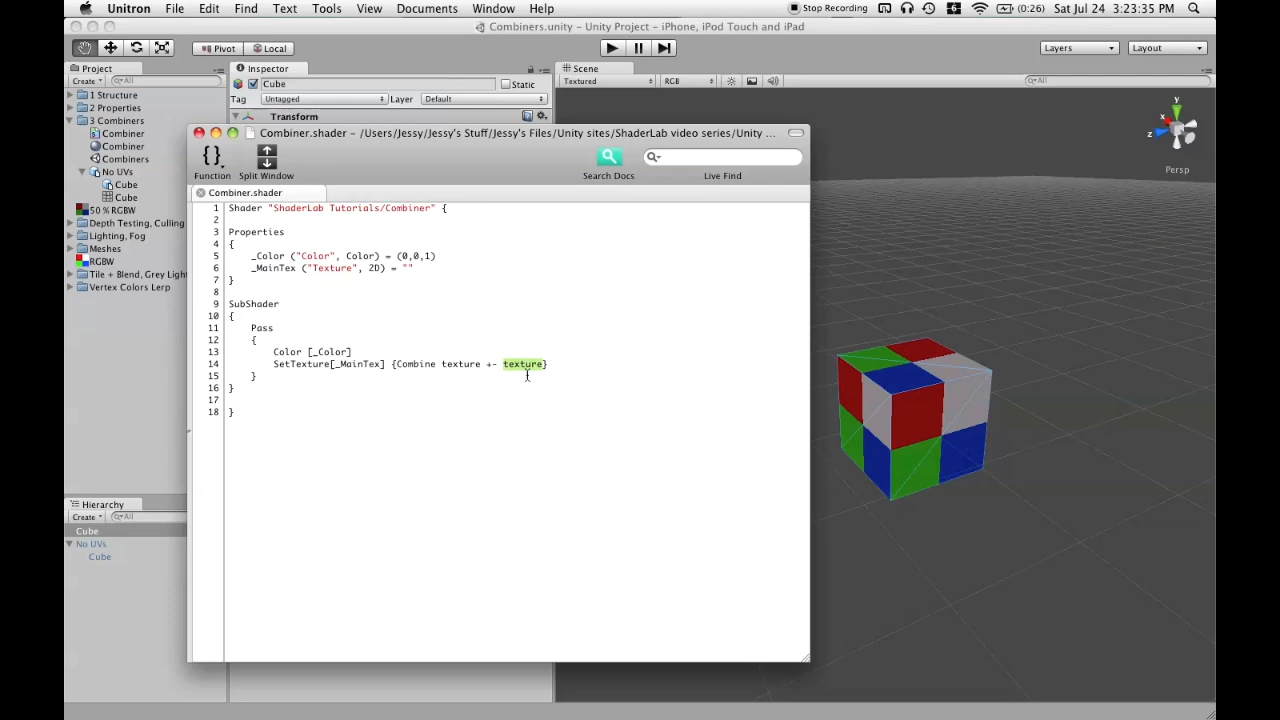 Unitron File Edit Text Tools View Documents Window Help Stop Recording 6 (0:26) Sat Jul 24 3:23:35 PM
Combiners.unity - Unity Project - iPhone, iPod Touch and iPad
Pivot Local Layers Layout
Project
Create All
1 Structure
2 Properties
3 Combiners
Combiner
Combiner
Combiners
No UVs
Cube
Cube
50 % RGBW
Depth Testing, Culling
Lighting, Fog
Meshes
RGBW
Tile + Blend, Grey Light
Vertex Colors Lerp
Hierarchy
Create All
Cube
No UVs
Cube
Inspector
Cube Static
Tag Untagged Layer Default
Transform
Scene
Textured RGB All
y
x
z
Persp
Combiner.shader - /Users/Jessy/Jessy's Stuff/Jessy's Files/Unity sites/ShaderLab video series/Unity ...
{}
Function Split Window Search Docs Live Find
Combiner.shader
1 Shader "ShaderLab Tutorials/Combiner" {
2
3 Properties
4 {
5 _Color ("Color", Color) = (0,0,1)
6 _MainTex ("Texture", 2D) = ""
7 }
8
9 SubShader
10 {
11 Pass
12 {
13 Color [_Color]
14 SetTexture[_MainTex] {Combine texture +- texture}
15 }
16 }
17
18 }